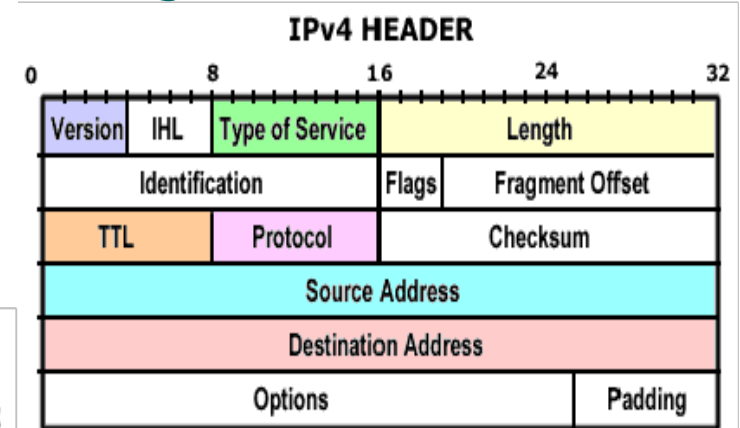 IPv4 HEADER
0 8 16 24 32
Version IHL Type of Service Length
Identification Flags Fragment Offset
TTL Protocol Checksum
Source Address
Destination Address
Options Padding